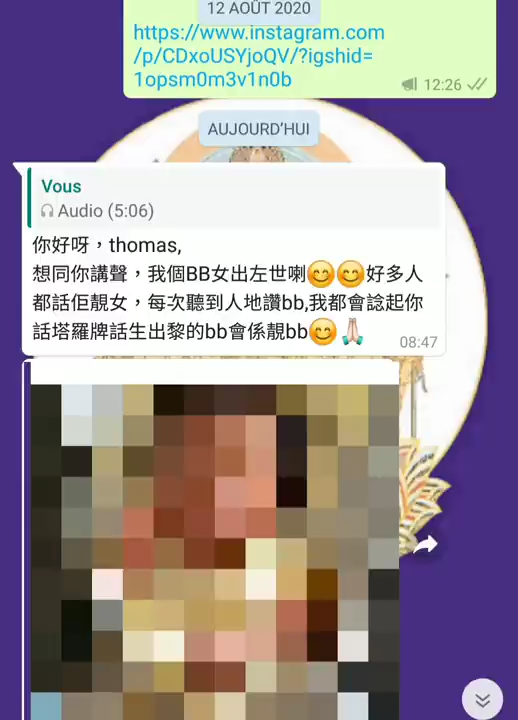 12 AOÛT 2020
https://www.instagram.com
/p/CDxoUSYjoQV/?igshid=
1opsm0m3v1n0b
12:26
AUJOURD'HUI
Vous
Audio (5:06)
你好呀，thomas,
想同你講聲，我個BB女出左世喇😊😊好多人
都話佢靚女，每次聽到人地讚bb,我都會諗起你
話塔羅牌話生出黎的bb會係靚bb😊🙏🏻
08:47